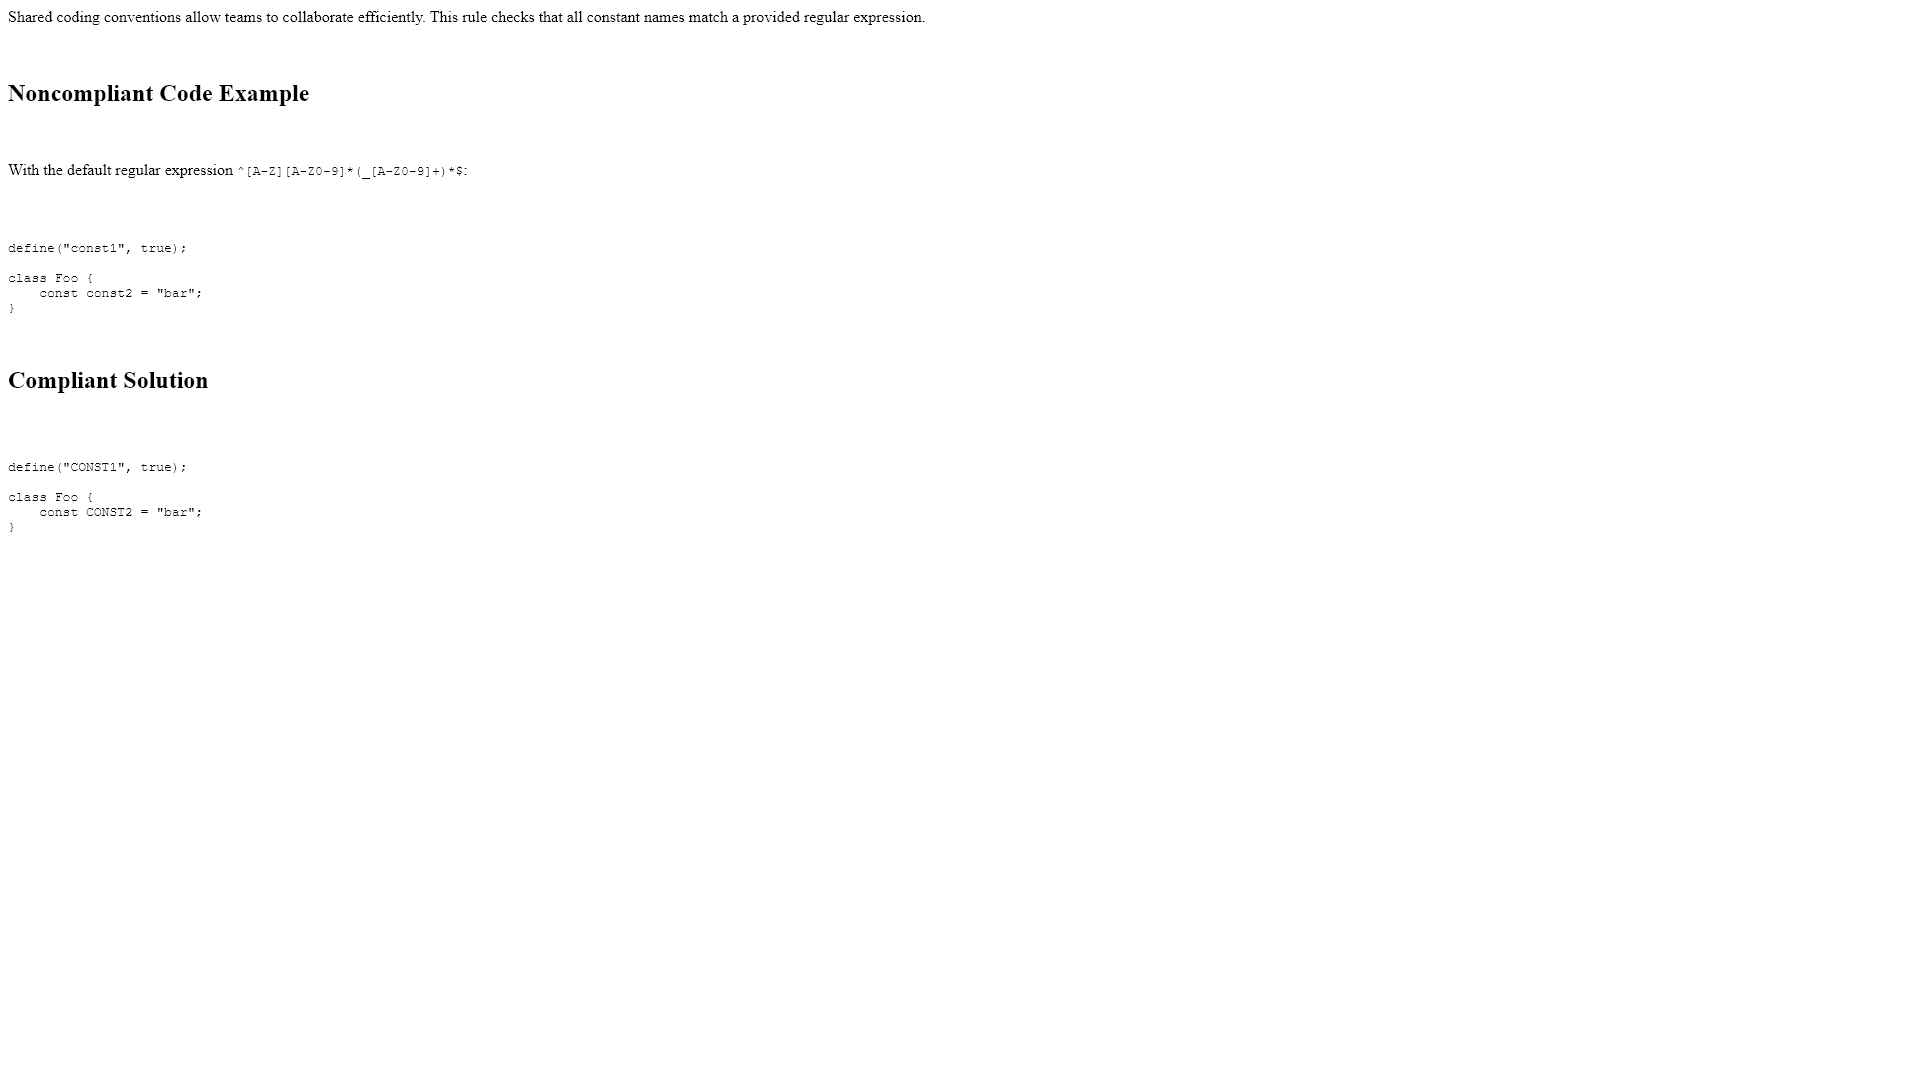 Shared coding conventions allow teams to collaborate efficiently. This rule checks that all constant names match a provided regular expression.
Noncompliant Code Example
With the default regular expression ^[A-Z][A-Z0-9]*(_[A-Z0-9]+)*$:
define("const1", true);
class Foo {
    const const2 = "bar";
}
Compliant Solution
define("CONST1", true);
class Foo {
    const CONST2 = "bar";
}